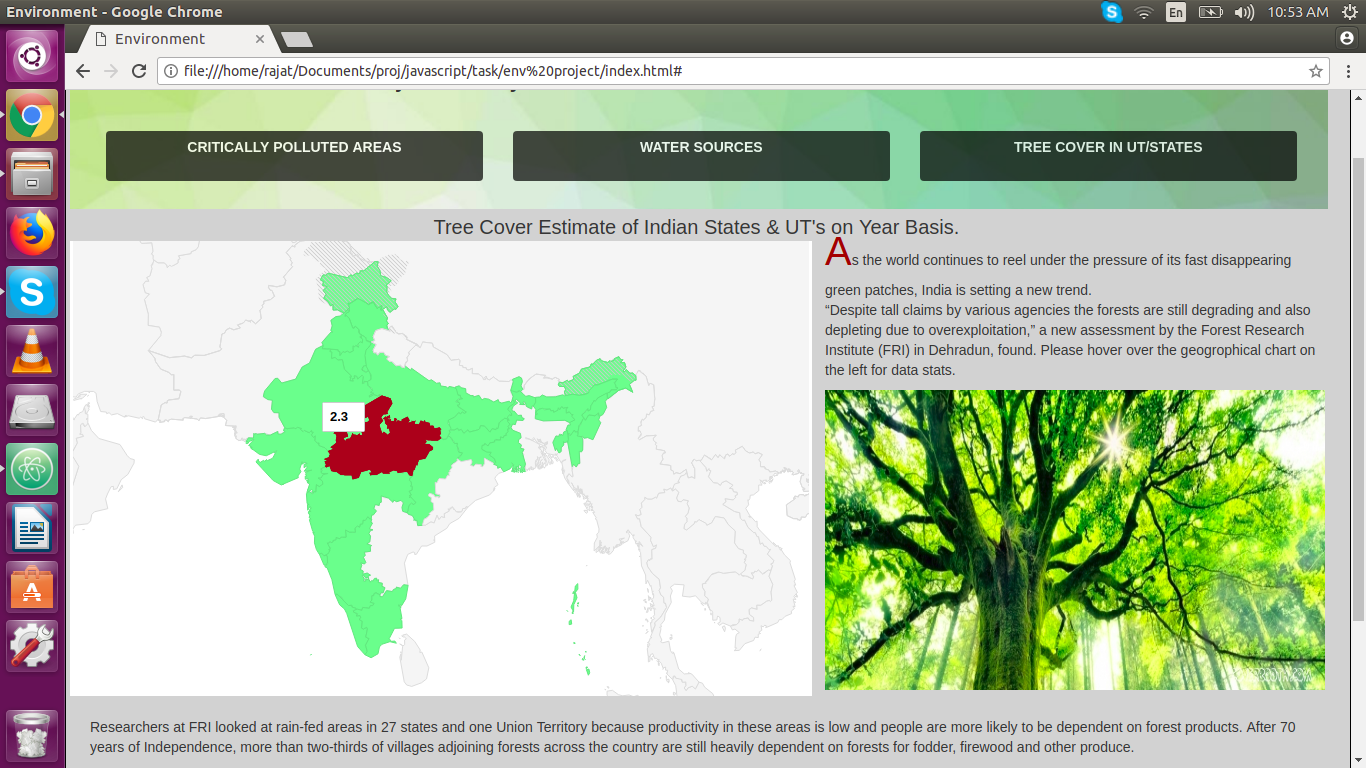 Environment - Google Chrome
En
10:53 AM
Environment
file:///home/rajat/Documents/proj/javascript/task/env%20project/index.html#
CRITICALLY POLLUTED AREAS
WATER SOURCES
TREE COVER IN UT/STATES
Tree Cover Estimate of Indian States & UT's on Year Basis.
As the world continues to reel under the pressure of its fast disappearing
green patches, India is setting a new trend.
“Despite tall claims by various agencies the forests are still degrading and also
depleting due to overexploitation,” a new assessment by the Forest Research
Institute (FRI) in Dehradun, found. Please hover over the geogrophical chart on
the left for data stats.
2.3
Researchers at FRI looked at rain-fed areas in 27 states and one Union Territory because productivity in these areas is low and people are more likely to be dependent on forest products. After 70
years of Independence, more than two-thirds of villages adjoining forests across the country are still heavily dependent on forests for fodder, firewood and other produce.